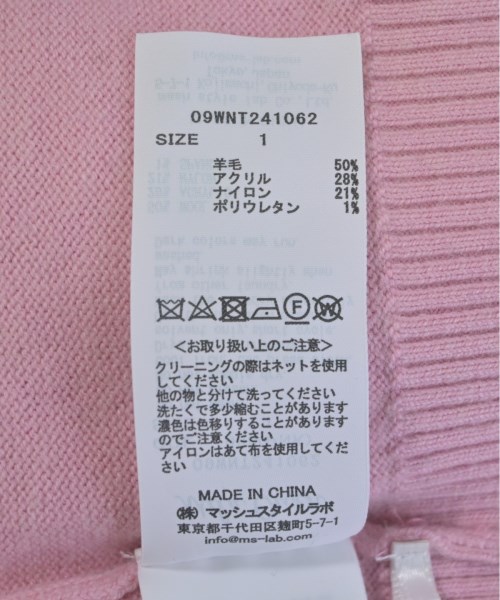 09WNT241062
SIZE 1
羊毛 50%
アクリル 28%
ナイロン 21%
ポリウレタン 1%
F
W
<お取り扱い上のご注意>
クリーニングの際はネットを使用
してください
他の物と分けて洗ってください
洗たくで多少縮むことがあります
濃色は色移りすることがあります
のでご注意ください
アイロンはあて布を使用してくださ
い
MADE IN CHINA
㈱ マッシュスタイルラボ
東京都千代田区麹町5-7-1
info@ms-lab.com